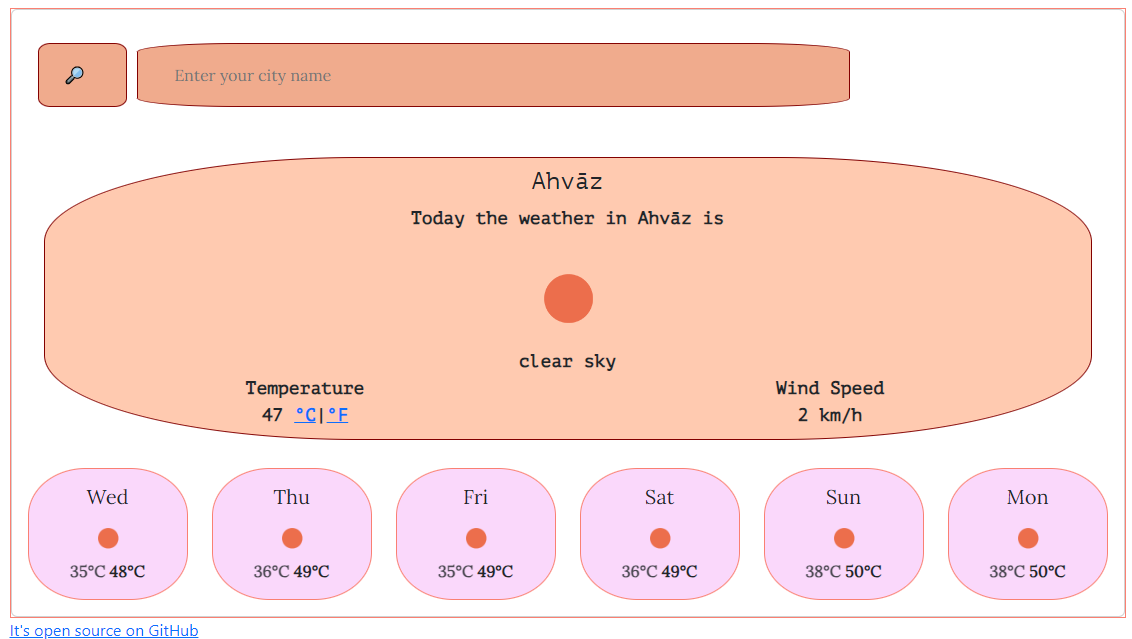 Enter your city name
Ahvāz
Today the weather in Ahvāz is
clear sky
Temperature Wind Speed
47 °C|°F 2 km/h
Wed Thu Fri Sat Sun Mon
35°C 48°C 36°C 49°C 35°C 49°C 36°C 49°C 38°C 50°C 38°C 50°C
It's open source on GitHub